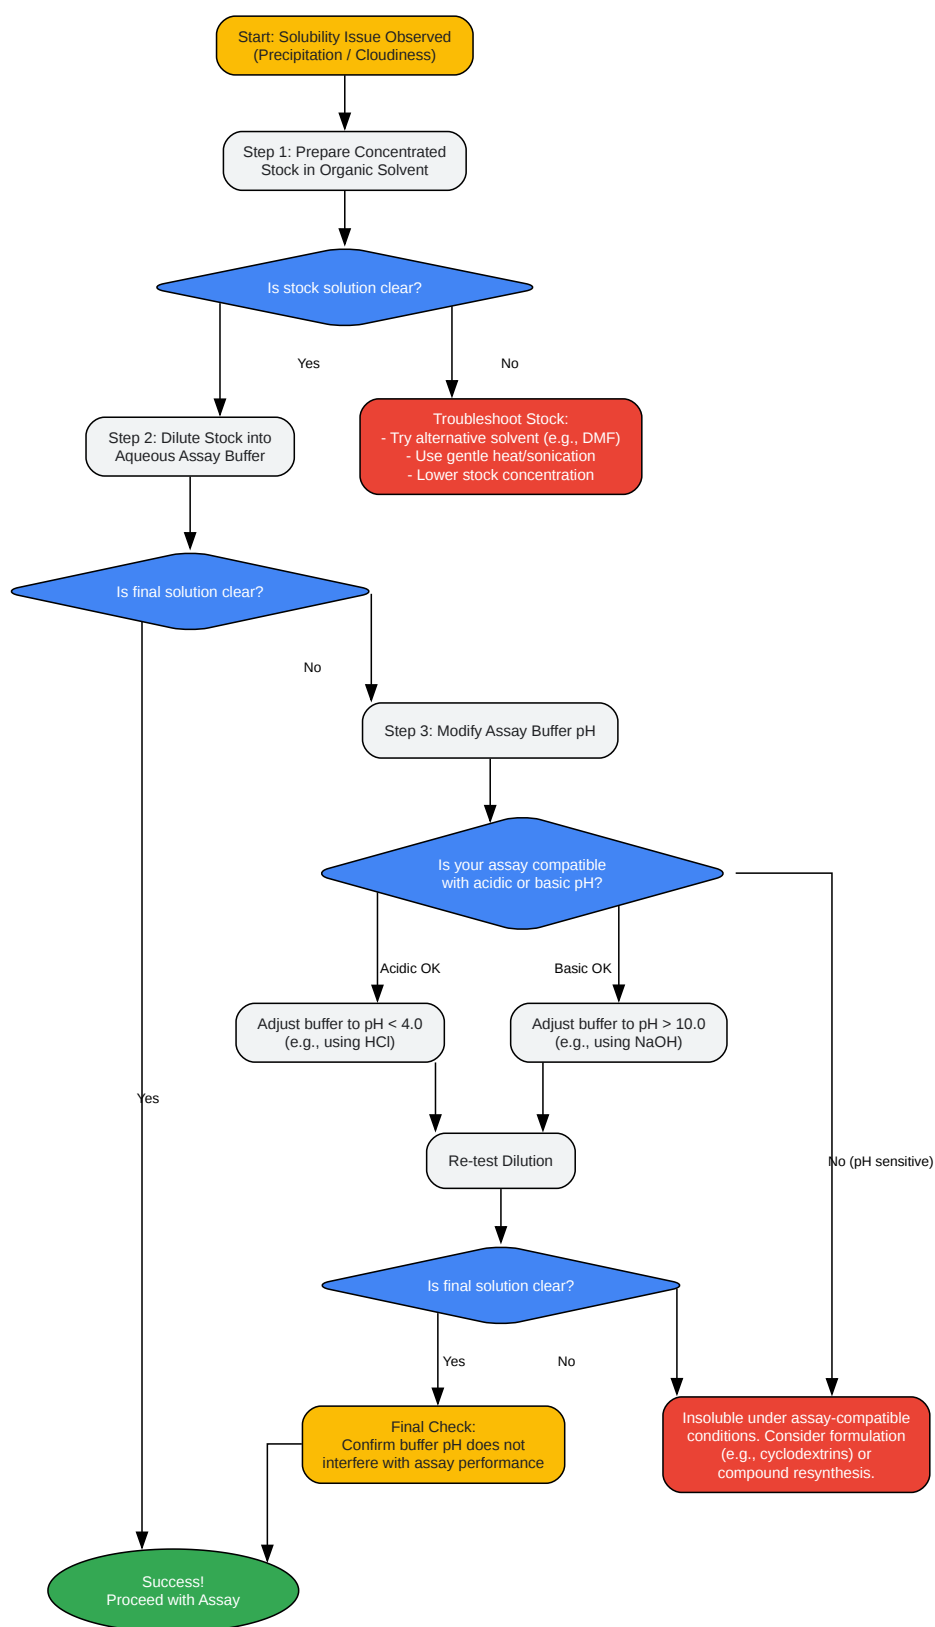 Start: Solubility Issue Observed
(Precipitation / Cloudiness)
Step 1: Prepare Concentrated
Stock in Organic Solvent
Is stock solution clear?
Yes
No
Step 2: Dilute Stock into
Aqueous Assay Buffer
Troubleshoot Stock:
- Try alternative solvent (e.g., DMF)
- Use gentle heat/sonication
- Lower stock concentration
Is final solution clear?
No
Step 3: Modify Assay Buffer pH
Is your assay compatible
with acidic or basic pH?
Acidic OK
Basic OK
Adjust buffer to pH < 4.0
(e.g., using HCl)
Adjust buffer to pH > 10.0
(e.g., using NaOH)
Yes
Re-test Dilution
No (pH sensitive)
Is final solution clear?
Yes
No
Final Check:
Confirm buffer pH does not
interfere with assay performance
Insoluble under assay-compatible
conditions. Consider formulation
(e.g., cyclodextrins) or
compound resynthesis.
Success!
Proceed with Assay